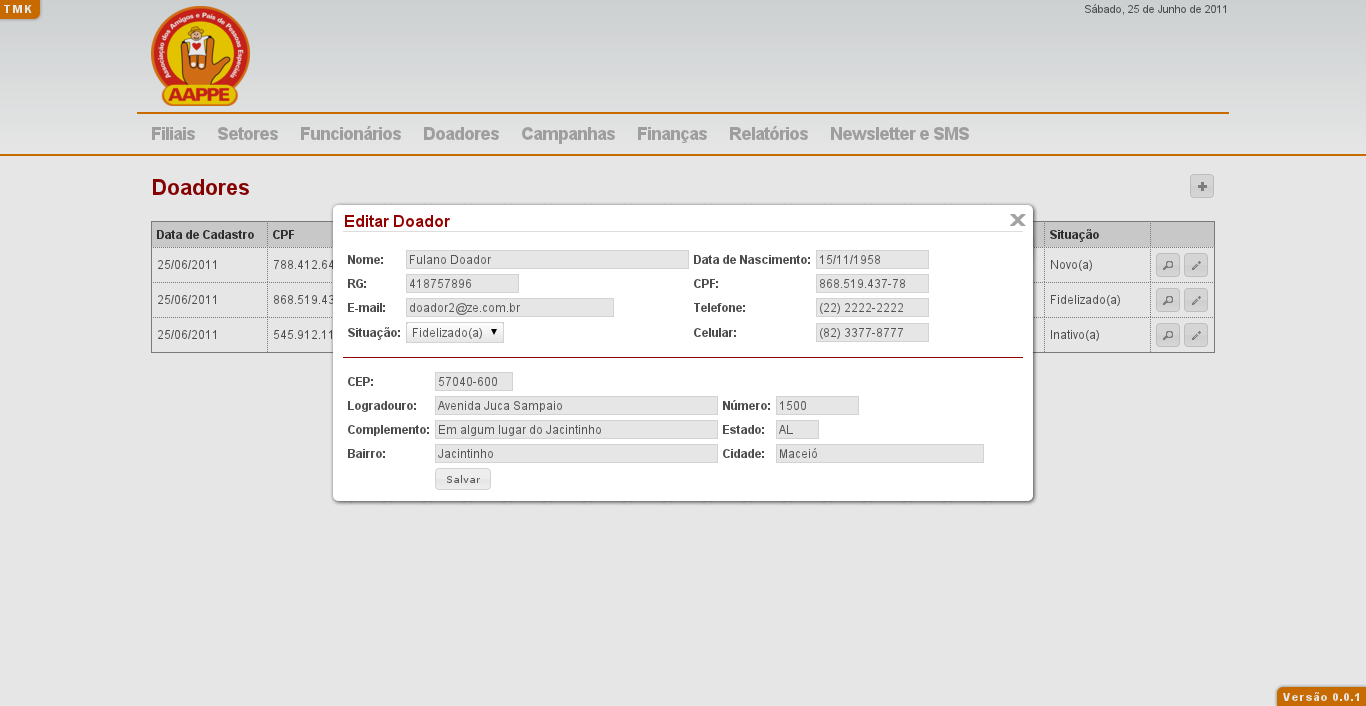 TMK
Sábado, 25 de Junho de 2011
Associação dos Amigos e Pais de Pessoas Especiais
AAPPE
Filiais Setores Funcionários Doadores Campanhas Finanças Relatórios Newsletter e SMS
Doadores
Data de Cadastro CPF Situação
25/06/2011 788.412.64 Novo(a)
25/06/2011 868.519.43 Fidelizado(a)
25/06/2011 545.912.11 Inativo(a)
Editar Doador
Nome: Fulano Doador Data de Nascimento: 15/11/1958
RG: 418757896 CPF: 868.519.437-78
E-mail: doador2@ze.com.br Telefone: (22) 2222-2222
Situação: Fidelizado(a) Celular: (82) 3377-8777
CEP: 57040-600
Logradouro: Avenida Juca Sampaio Número: 1500
Complemento: Em algum lugar do Jacintinho Estado: AL
Bairro: Jacintinho Cidade: Maceió
Salvar
Versão 0.0.1